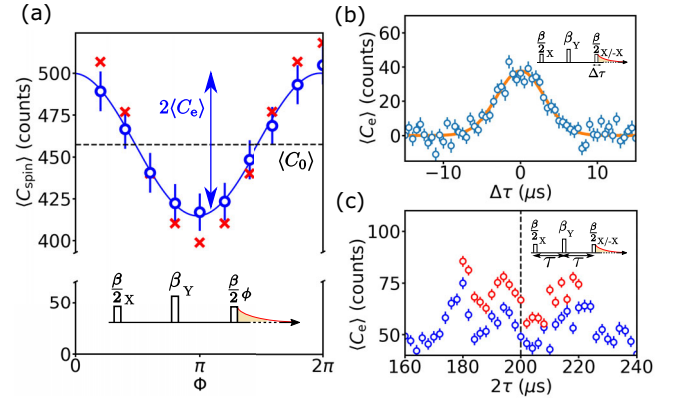 (a)
⟨C_spin⟩ (counts)
500
475
450
425
400
50
0
2⟨C_e⟩
⟨C_0⟩
β/2 X
β_Y
β/2 ϕ
0
π
2π
Φ
(b)
⟨C_e⟩ (counts)
40
20
0
β/2 X
β_Y
β/2 X/-X
Δτ
−10
0
10
Δτ (μs)
(c)
⟨C_e⟩ (counts)
100
75
50
β/2 X
β_Y
β/2 X/-X
τ
τ
160
180
200
220
240
2τ (μs)